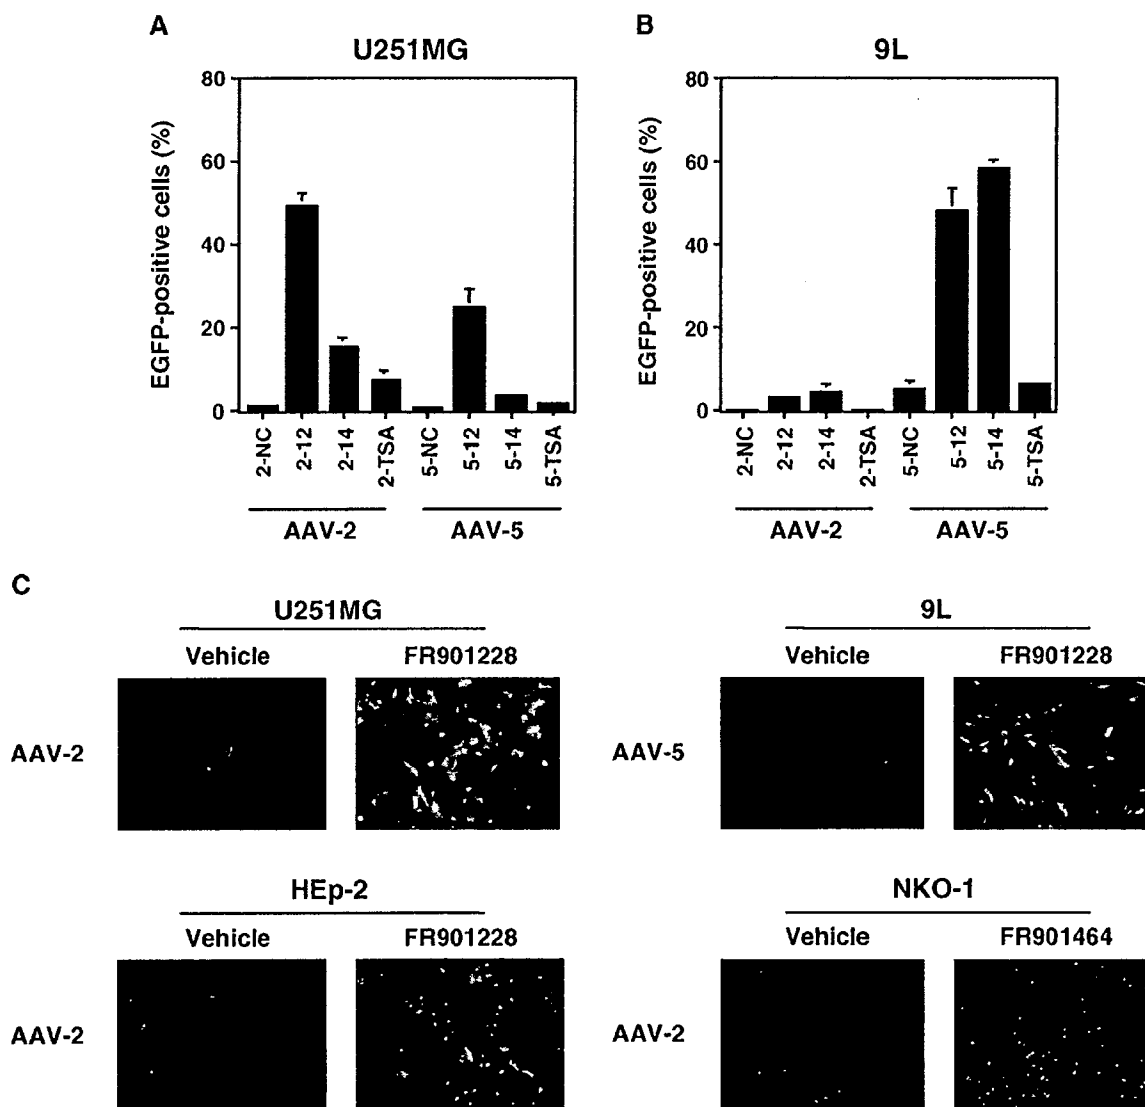 A
U251MG
EGFP-positive cells (%)
80
60
40
20
0
2-NC
2-12
2-14
2-TSA
5-NC
5-12
5-14
5-TSA
AAV-2
AAV-5
B
9L
EGFP-positive cells (%)
80
60
40
20
0
2-NC
2-12
2-14
2-TSA
5-NC
5-12
5-14
5-TSA
AAV-2
AAV-5
C
U251MG
Vehicle
FR901228
AAV-2
9L
Vehicle
FR901228
AAV-5
HEp-2
Vehicle
FR901228
AAV-2
NKO-1
Vehicle
FR901464
AAV-2